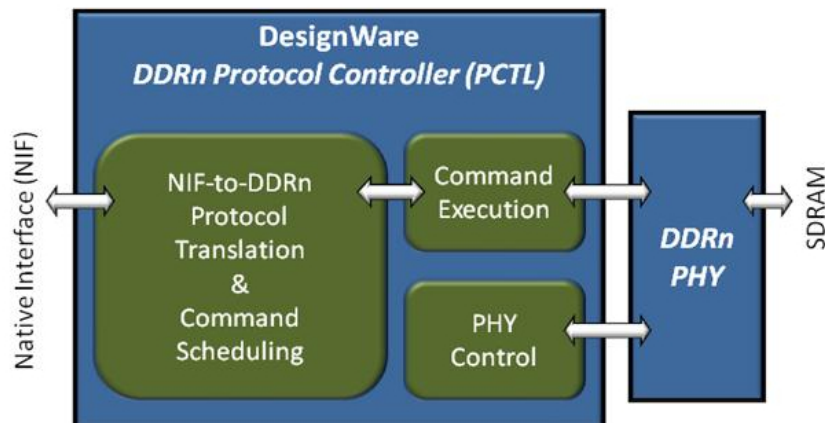 DesignWare
DDRn Protocol Controller (PCTL)
Native Interface (NIF)
NIF-to-DDRn
Protocol
Translation
&
Command
Scheduling
Command
Execution
PHY
Control
DDRn
PHY
SDRAM